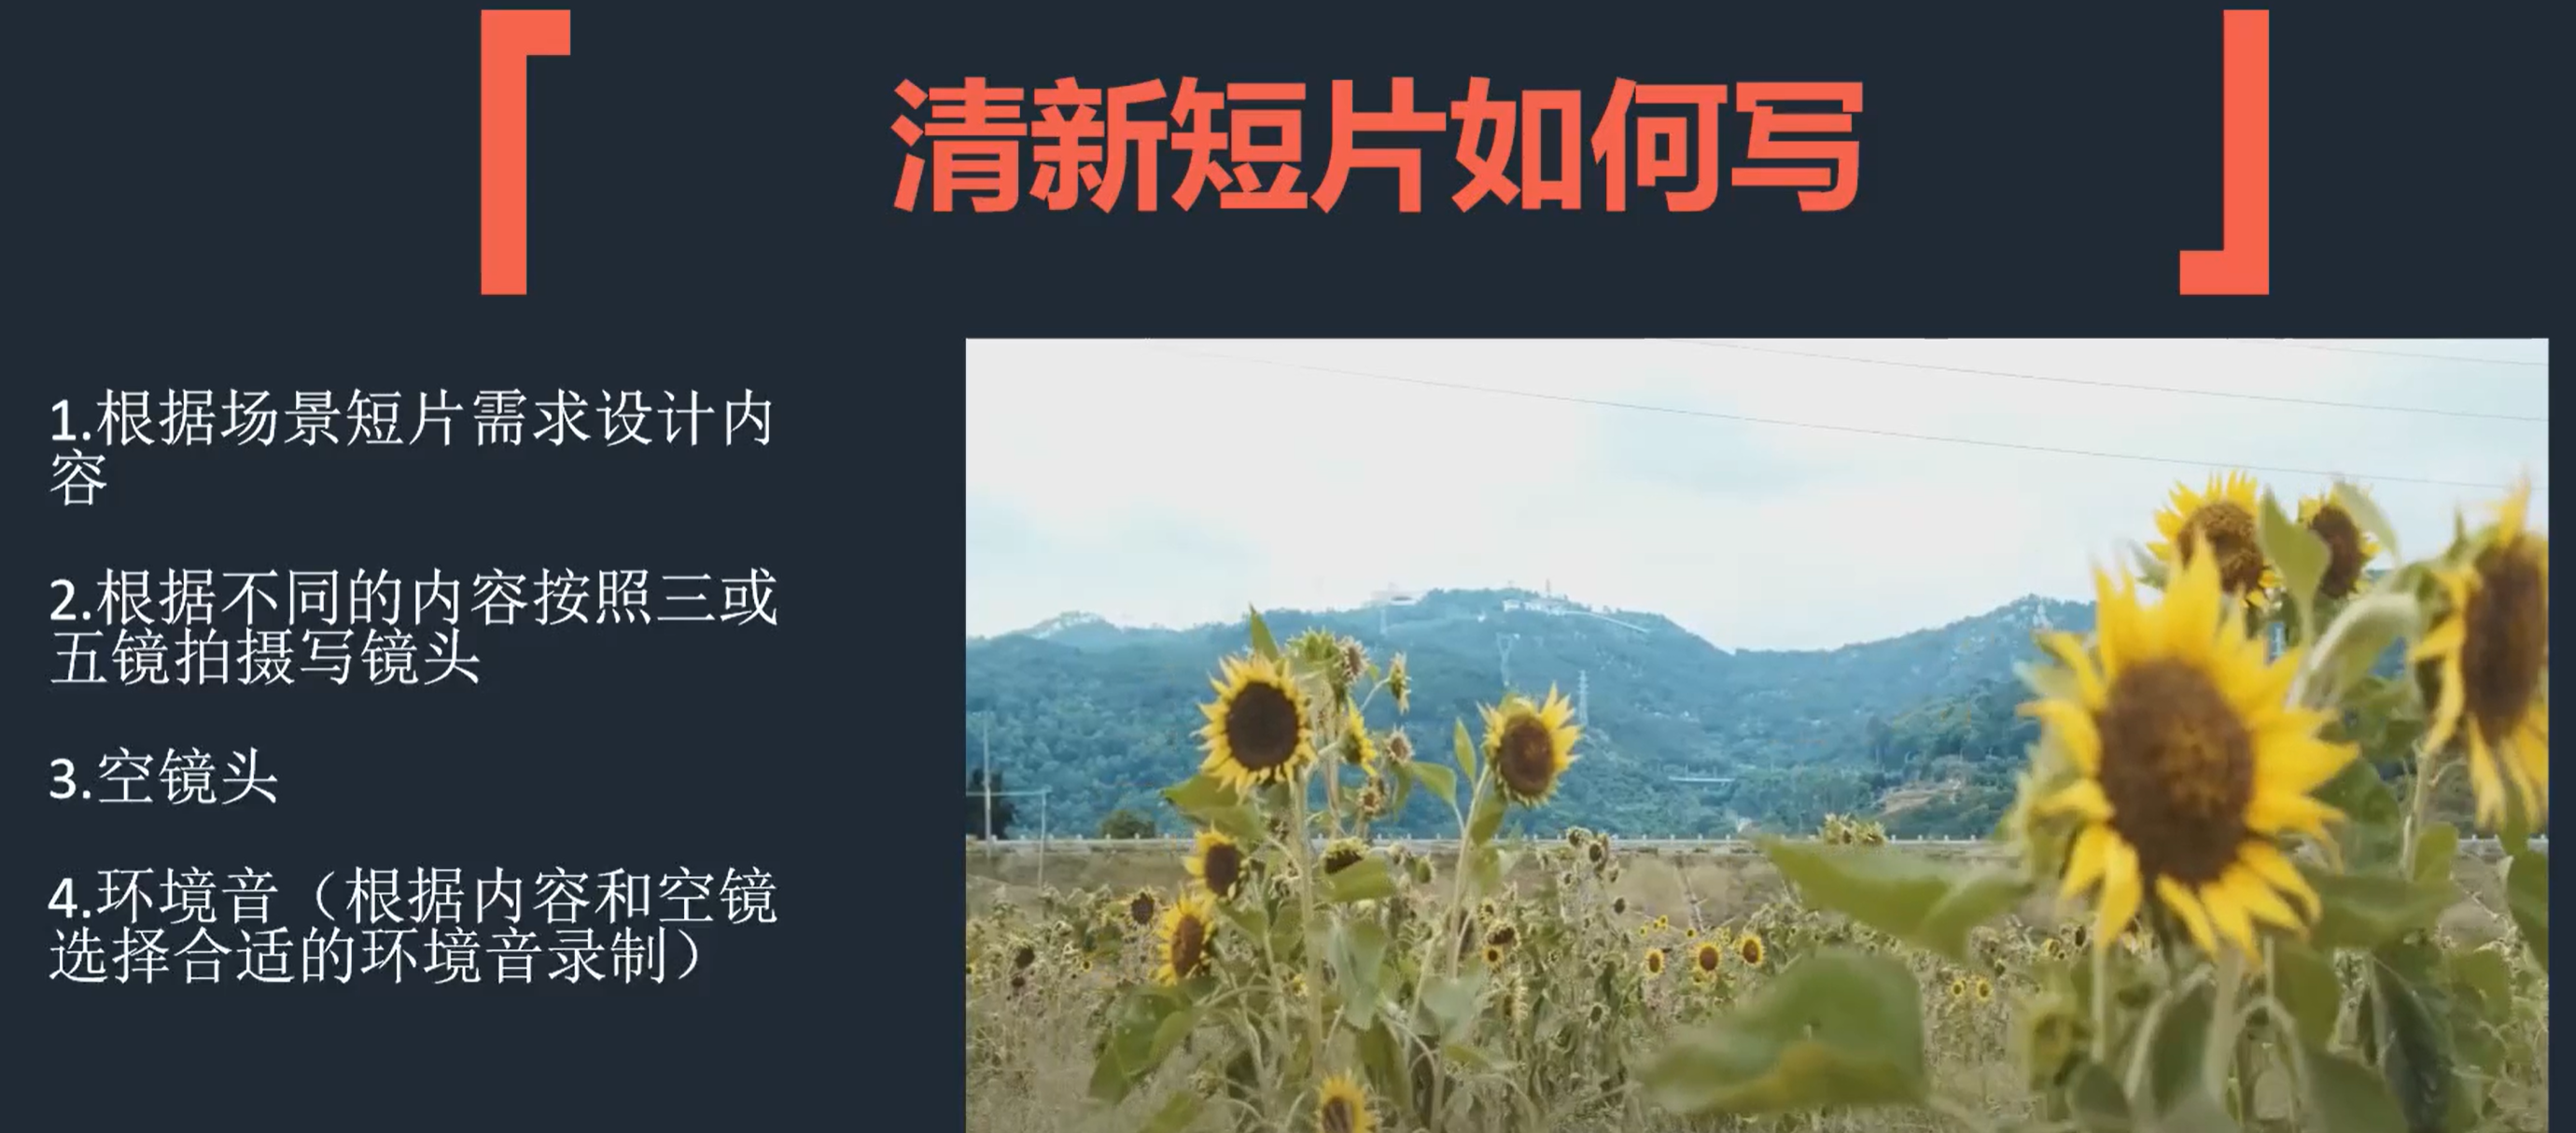 清新短片如何写
1.根据场景短片需求设计内
容
2.根据不同的内容按照三或
五镜拍摄写镜头
3.空镜头
4.环境音（根据内容和空镜
选择合适的环境音录制）